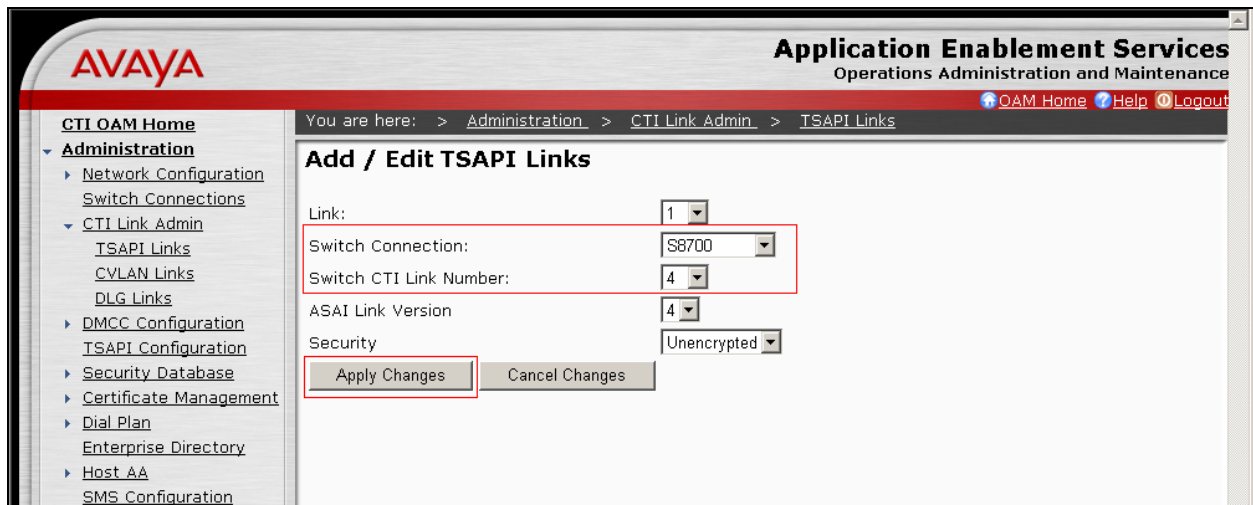 AVAYA
Application Enablement Services
Operations Administration and Maintenance
OAM Home Help Logout
CTI OAM Home
Administration
Network Configuration
Switch Connections
CTI Link Admin
TSAPI Links
CVLAN Links
DLG Links
DMCC Configuration
TSAPI Configuration
Security Database
Certificate Management
Dial Plan
Enterprise Directory
Host AA
SMS Configuration
You are here: > Administration > CTI Link Admin > TSAPI Links
Add / Edit TSAPI Links
Link: 1
Switch Connection: S8700
Switch CTI Link Number: 4
ASAI Link Version 4
Security Unencrypted
Apply Changes Cancel Changes